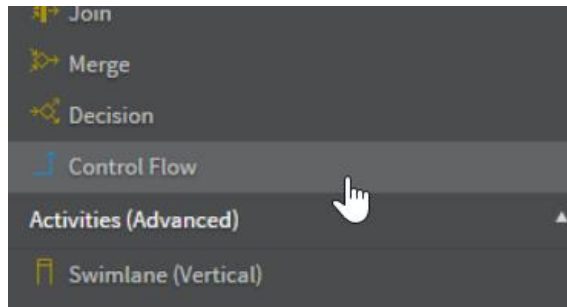 Join
Merge
Decision
Control Flow
Activities (Advanced)
Swimlane (Vertical)